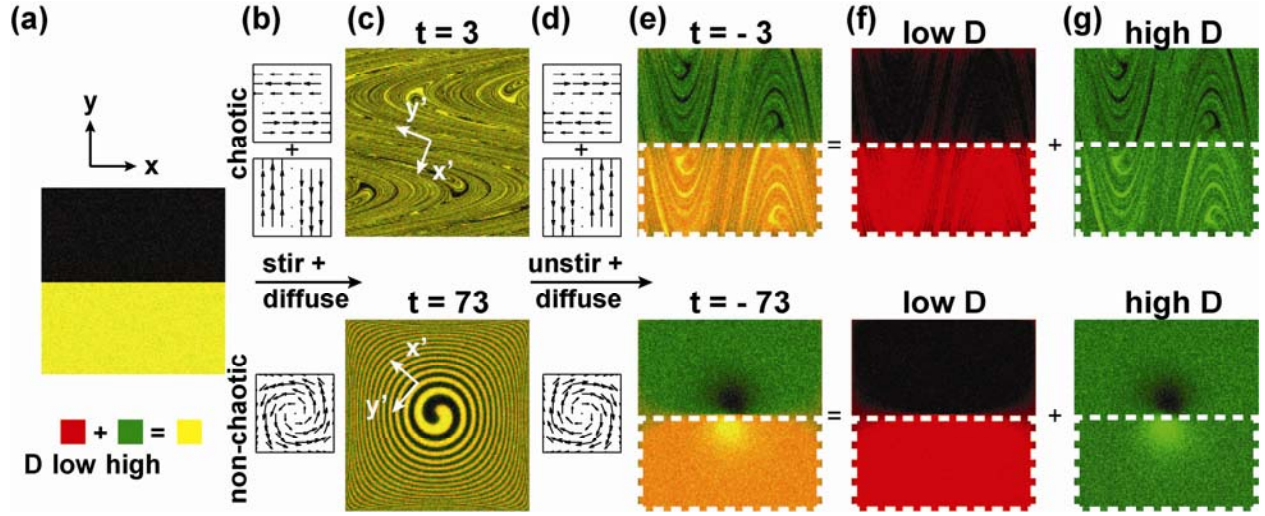 (a) (b) (c) (d) (e) (f) (g)
t = 3 t = - 3 low D high D
y
x
chaotic
+ + = +
y'
x'
stir +
diffuse
unstir +
diffuse
t = 73 t = - 73 low D high D
non-chaotic
x'
y'
= +
+ =
D low high